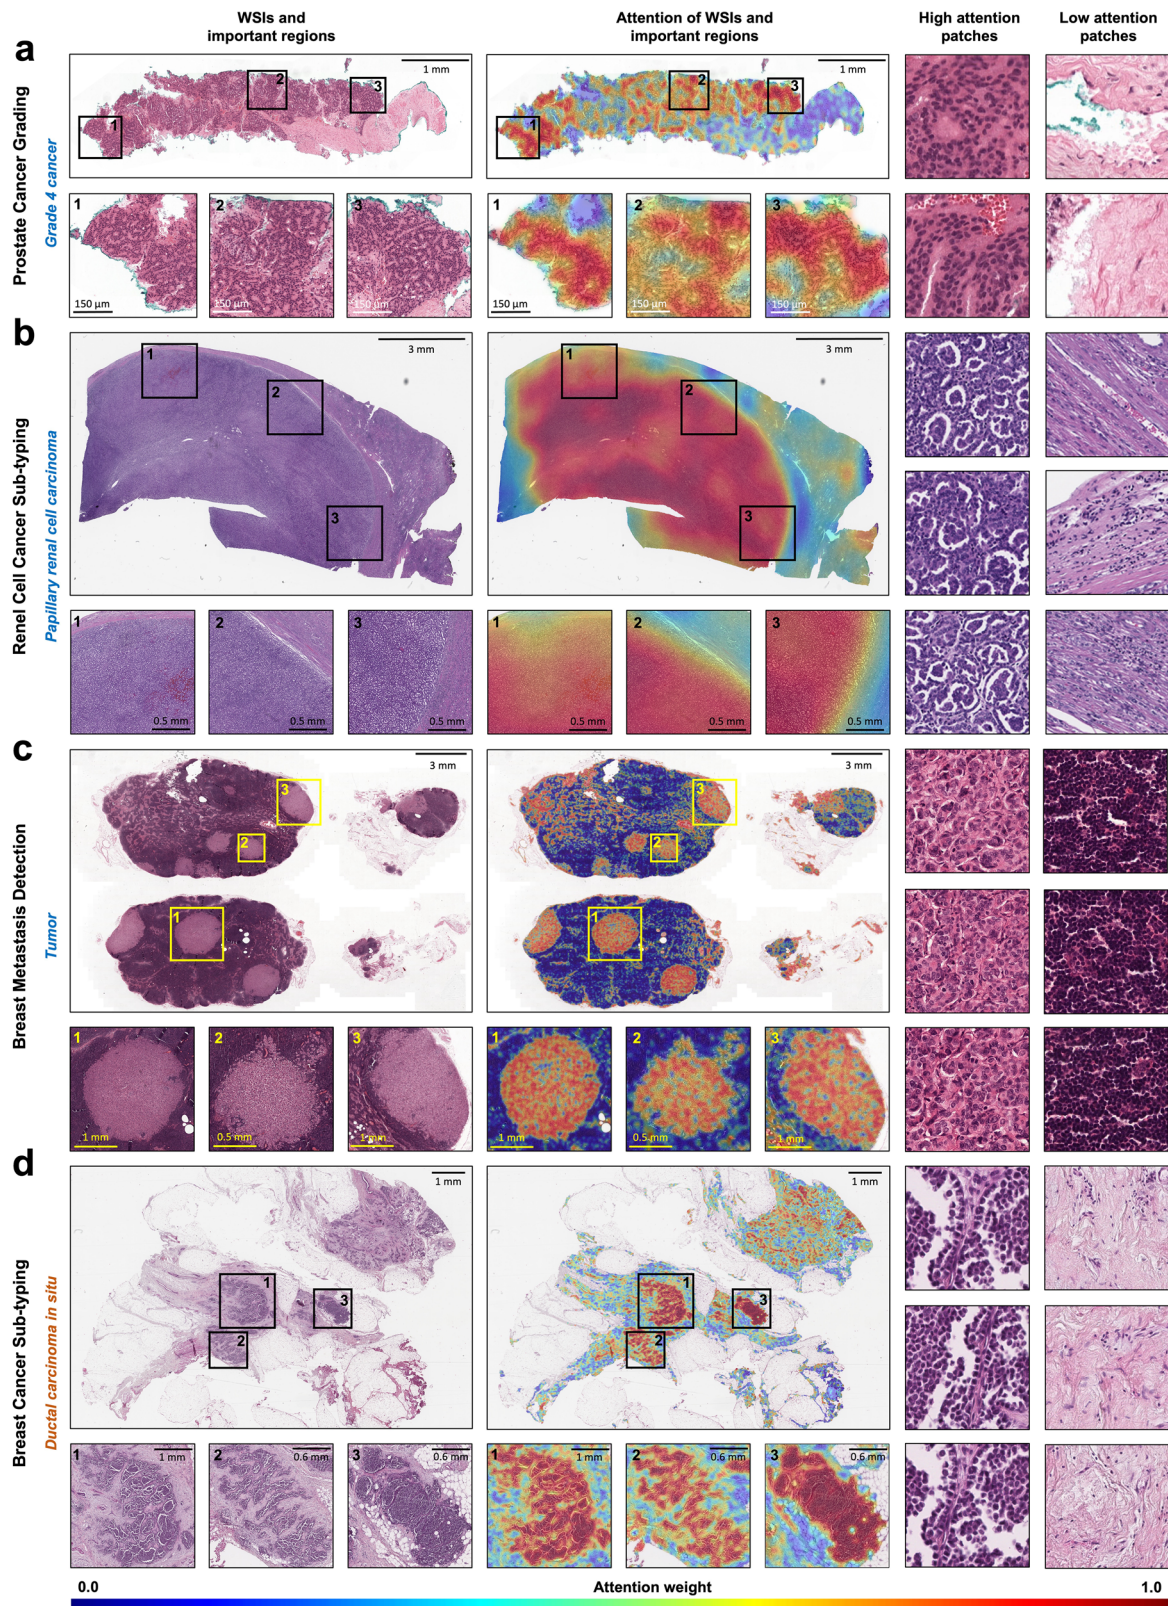 WSIs and
important regions
Attention of WSIs and
important regions
High attention
patches
Low attention
patches
a
Prostate Cancer Grading
Grade 4 cancer
1 mm
1
2
3
1 mm
1
2
3
1
150 µm
2
150 µm
3
150 µm
1
150 µm
2
150 µm
3
150 µm
b
Renel Cell Cancer Sub-typing
Papillary renal cell carcinoma
3 mm
1
2
3
3 mm
1
2
3
1
0.5 mm
2
0.5 mm
3
0.5 mm
1
0.5 mm
2
0.5 mm
3
0.5 mm
c
Breast Metastasis Detection
Tumor
3 mm
3
2
1
3 mm
3
2
1
1
1 mm
2
0.5 mm
3
1 mm
1
1 mm
2
0.5 mm
3
1 mm
d
Breast Cancer Sub-typing
Ductal carcinoma in situ
1 mm
1
3
2
1 mm
1
3
2
1
1 mm
2
0.6 mm
3
0.6 mm
1
1 mm
2
0.6 mm
3
0.6 mm
0.0
Attention weight
1.0